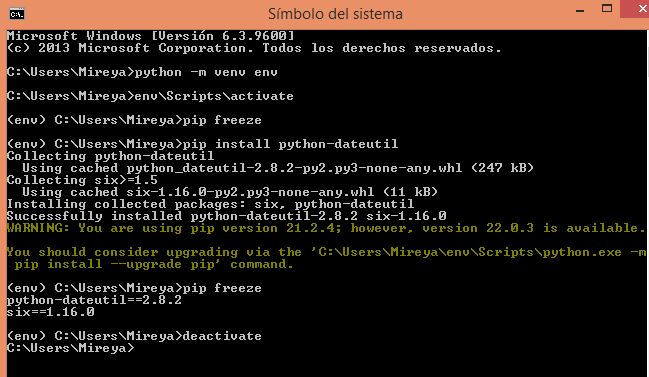 Símbolo del sistema
Microsoft Windows [Versión 6.3.9600]
(c) 2013 Microsoft Corporation. Todos los derechos reservados.
C:\Users\Mireya>python -m venv env
C:\Users\Mireya>env\Scripts\activate
(env) C:\Users\Mireya>pip freeze
(env) C:\Users\Mireya>pip install python-dateutil
Collecting python-dateutil
  Using cached python_dateutil-2.8.2-py2.py3-none-any.whl (247 kB)
Collecting six>=1.5
  Using cached six-1.16.0-py2.py3-none-any.whl (11 kB)
Installing collected packages: six, python-dateutil
Successfully installed python-dateutil-2.8.2 six-1.16.0
WARNING: You are using pip version 21.2.4; however, version 22.0.3 is available.
You should consider upgrading via the 'C:\Users\Mireya\env\Scripts\python.exe -m
 pip install --upgrade pip' command.
(env) C:\Users\Mireya>pip freeze
python-dateutil==2.8.2
six==1.16.0
(env) C:\Users\Mireya>deactivate
C:\Users\Mireya>